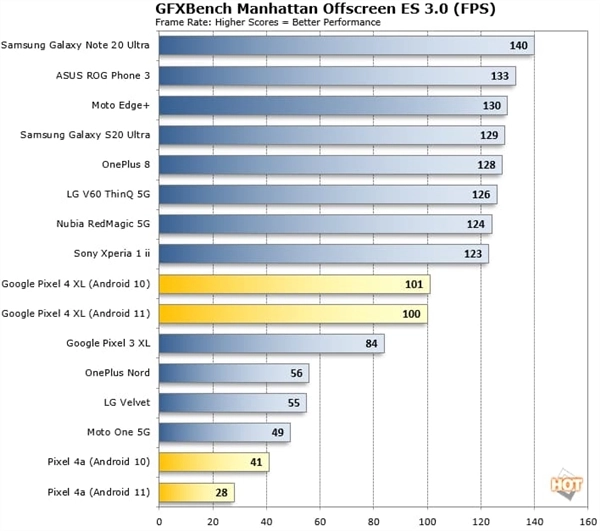 GFXBench Manhattan Offscreen ES 3.0 (FPS)
Frame Rate: Higher Scores = Better Performance
Samsung Galaxy Note 20 Ultra 140
ASUS ROG Phone 3 133
Moto Edge+ 130
Samsung Galaxy S20 Ultra 129
OnePlus 8 128
LG V60 ThinQ 5G 126
Nubia RedMagic 5G 124
Sony Xperia 1 ii 123
Google Pixel 4 XL (Android 10) 101
Google Pixel 4 XL (Android 11) 100
Google Pixel 3 XL 84
OnePlus Nord 56
LG Velvet 55
Moto One 5G 49
Pixel 4a (Android 10) 41
Pixel 4a (Android 11) 28
HOT
0 20 40 60 80 100 120 140 160